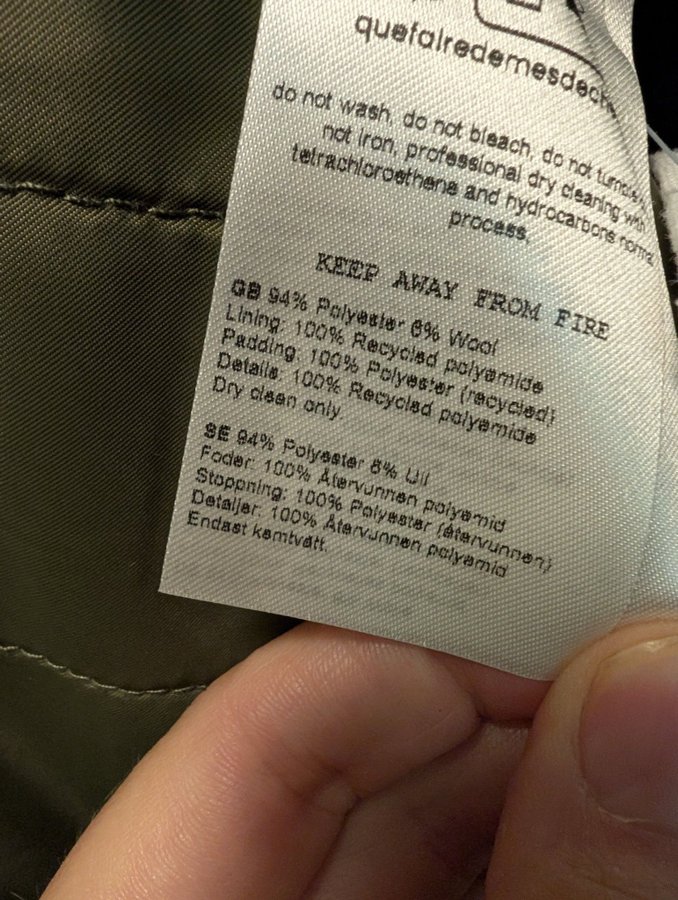 quefairedemesdech
do not wash, do not bleach, do not tumble
not iron, professional dry cleaning with
tetrachloroethene and hydrocarbons normal
process.
KEEP AWAY FROM FIRE
GB 94% Polyester 6% Wool
Lining: 100% Recycled polyamide
Padding: 100% Polyester (recycled)
Details: 100% Recycled polyamide
Dry clean only.
SE 94% Polyester 6% Ull
Foder: 100% Återvunnen polyamid
Stoppning: 100% Polyester (återvunnen)
Detaljer: 100% Återvunnen polyamid
Endast kemtvätt.